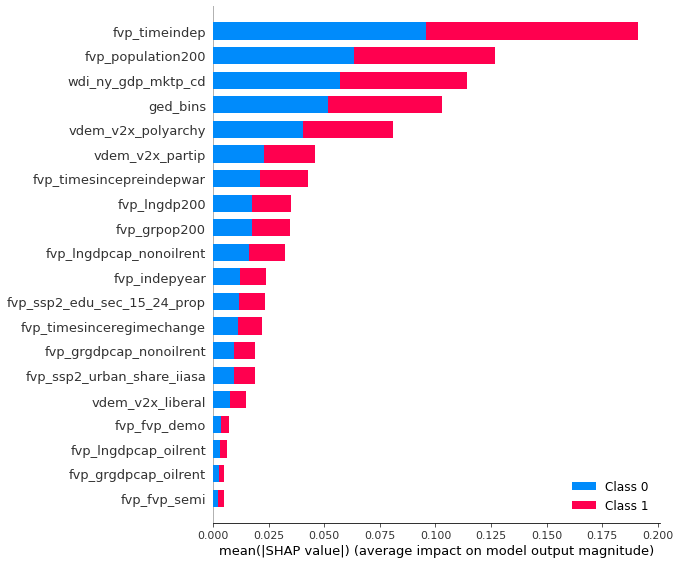 fvp_timeindep
fvp_population200
wdi_ny_gdp_mktp_cd
ged_bins
vdem_v2x_polyarchy
vdem_v2x_partip
fvp_timesincepreindepwar
fvp_lngdp200
fvp_grpop200
fvp_lngdpcap_nonoilrent
fvp_indepyear
fvp_ssp2_edu_sec_15_24_prop
fvp_timesinceregimechange
fvp_grgdpcap_nonoilrent
fvp_ssp2_urban_share_iiasa
vdem_v2x_liberal
fvp_fvp_demo
fvp_lngdpcap_oilrent
fvp_grgdpcap_oilrent
fvp_fvp_semi
Class 0
Class 1
0.000 0.025 0.050 0.075 0.100 0.125 0.150 0.175 0.200
mean(|SHAP value|) (average impact on model output magnitude)